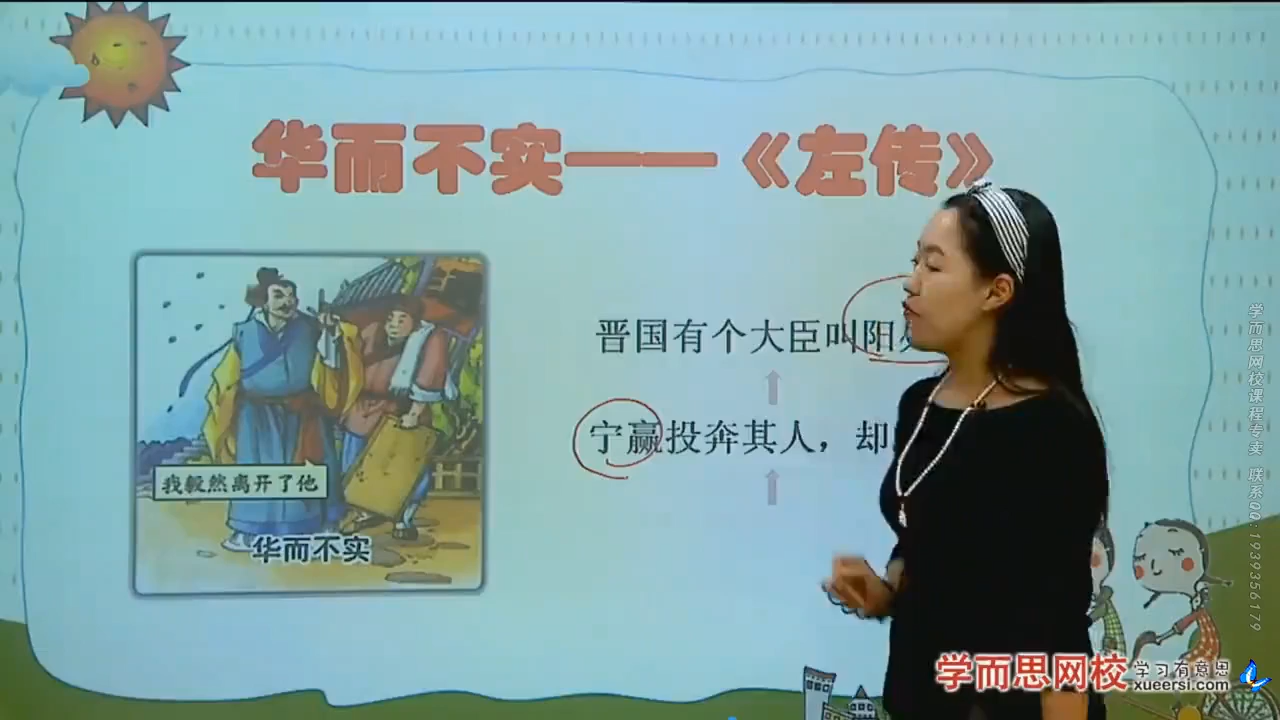 华而不实——《左传》
晋国有个大臣叫阳
宁赢投奔其人，却
我毅然离开了他
华而不实
学而思网校 学习有意思
xueersi.com
学而思网校课程专卖 联系QQ:1939356179